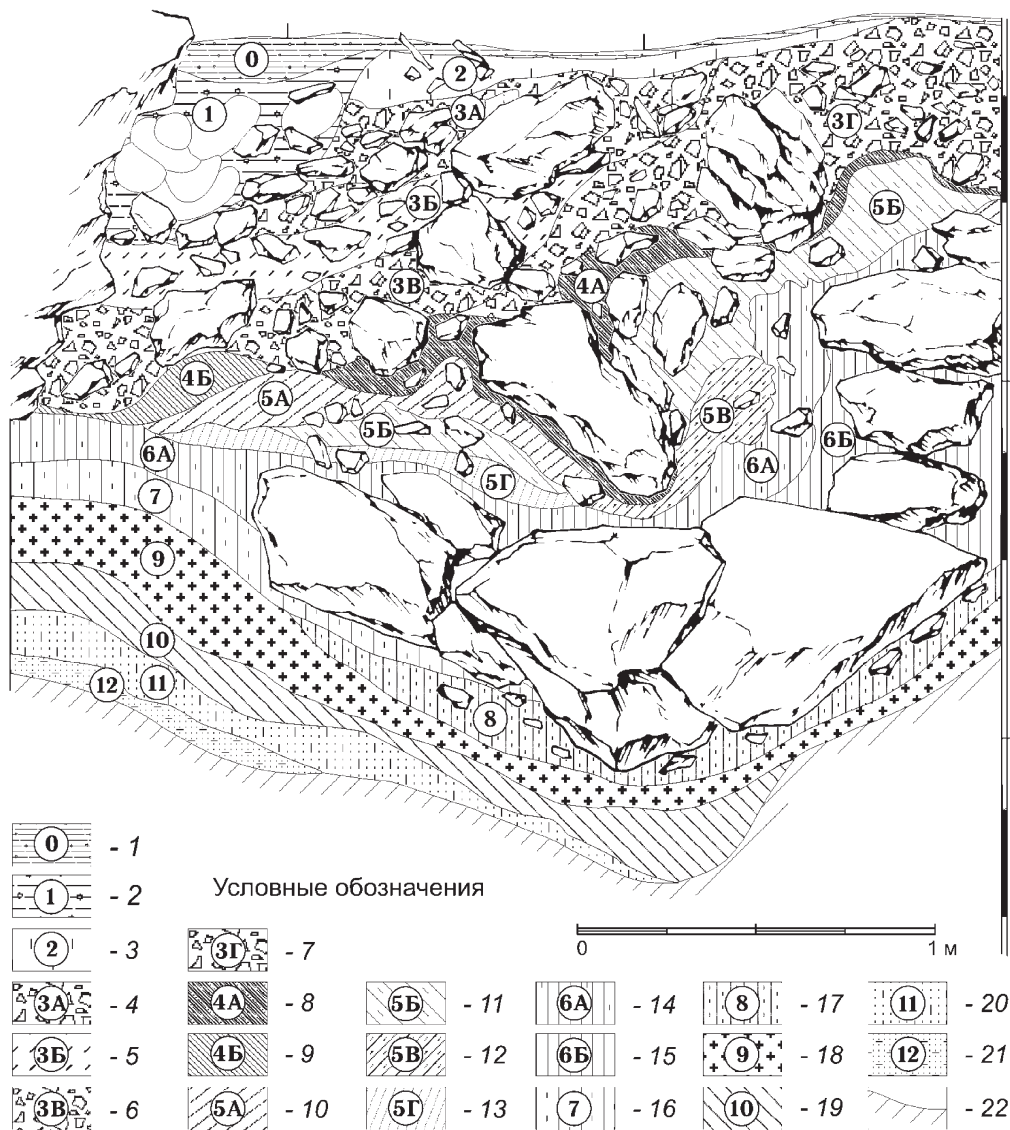 0
2
1
3А
3Г
3Б
5Б
3В
4А
4Б
5А
5Б
5В
6А
6Б
6А
5Г
7
9
10
11
12
8
0 - 1
1 - 2
Условные обозначения
2 - 3
3Г - 7
0 1 м
3А - 4
4А - 8
5Б - 11
6А - 14
8 - 17
11 - 20
3Б - 5
4Б - 9
5В - 12
6Б - 15
9 - 18
12 - 21
3В - 6
5А - 10
5Г - 13
7 - 16
10 - 19
- 22